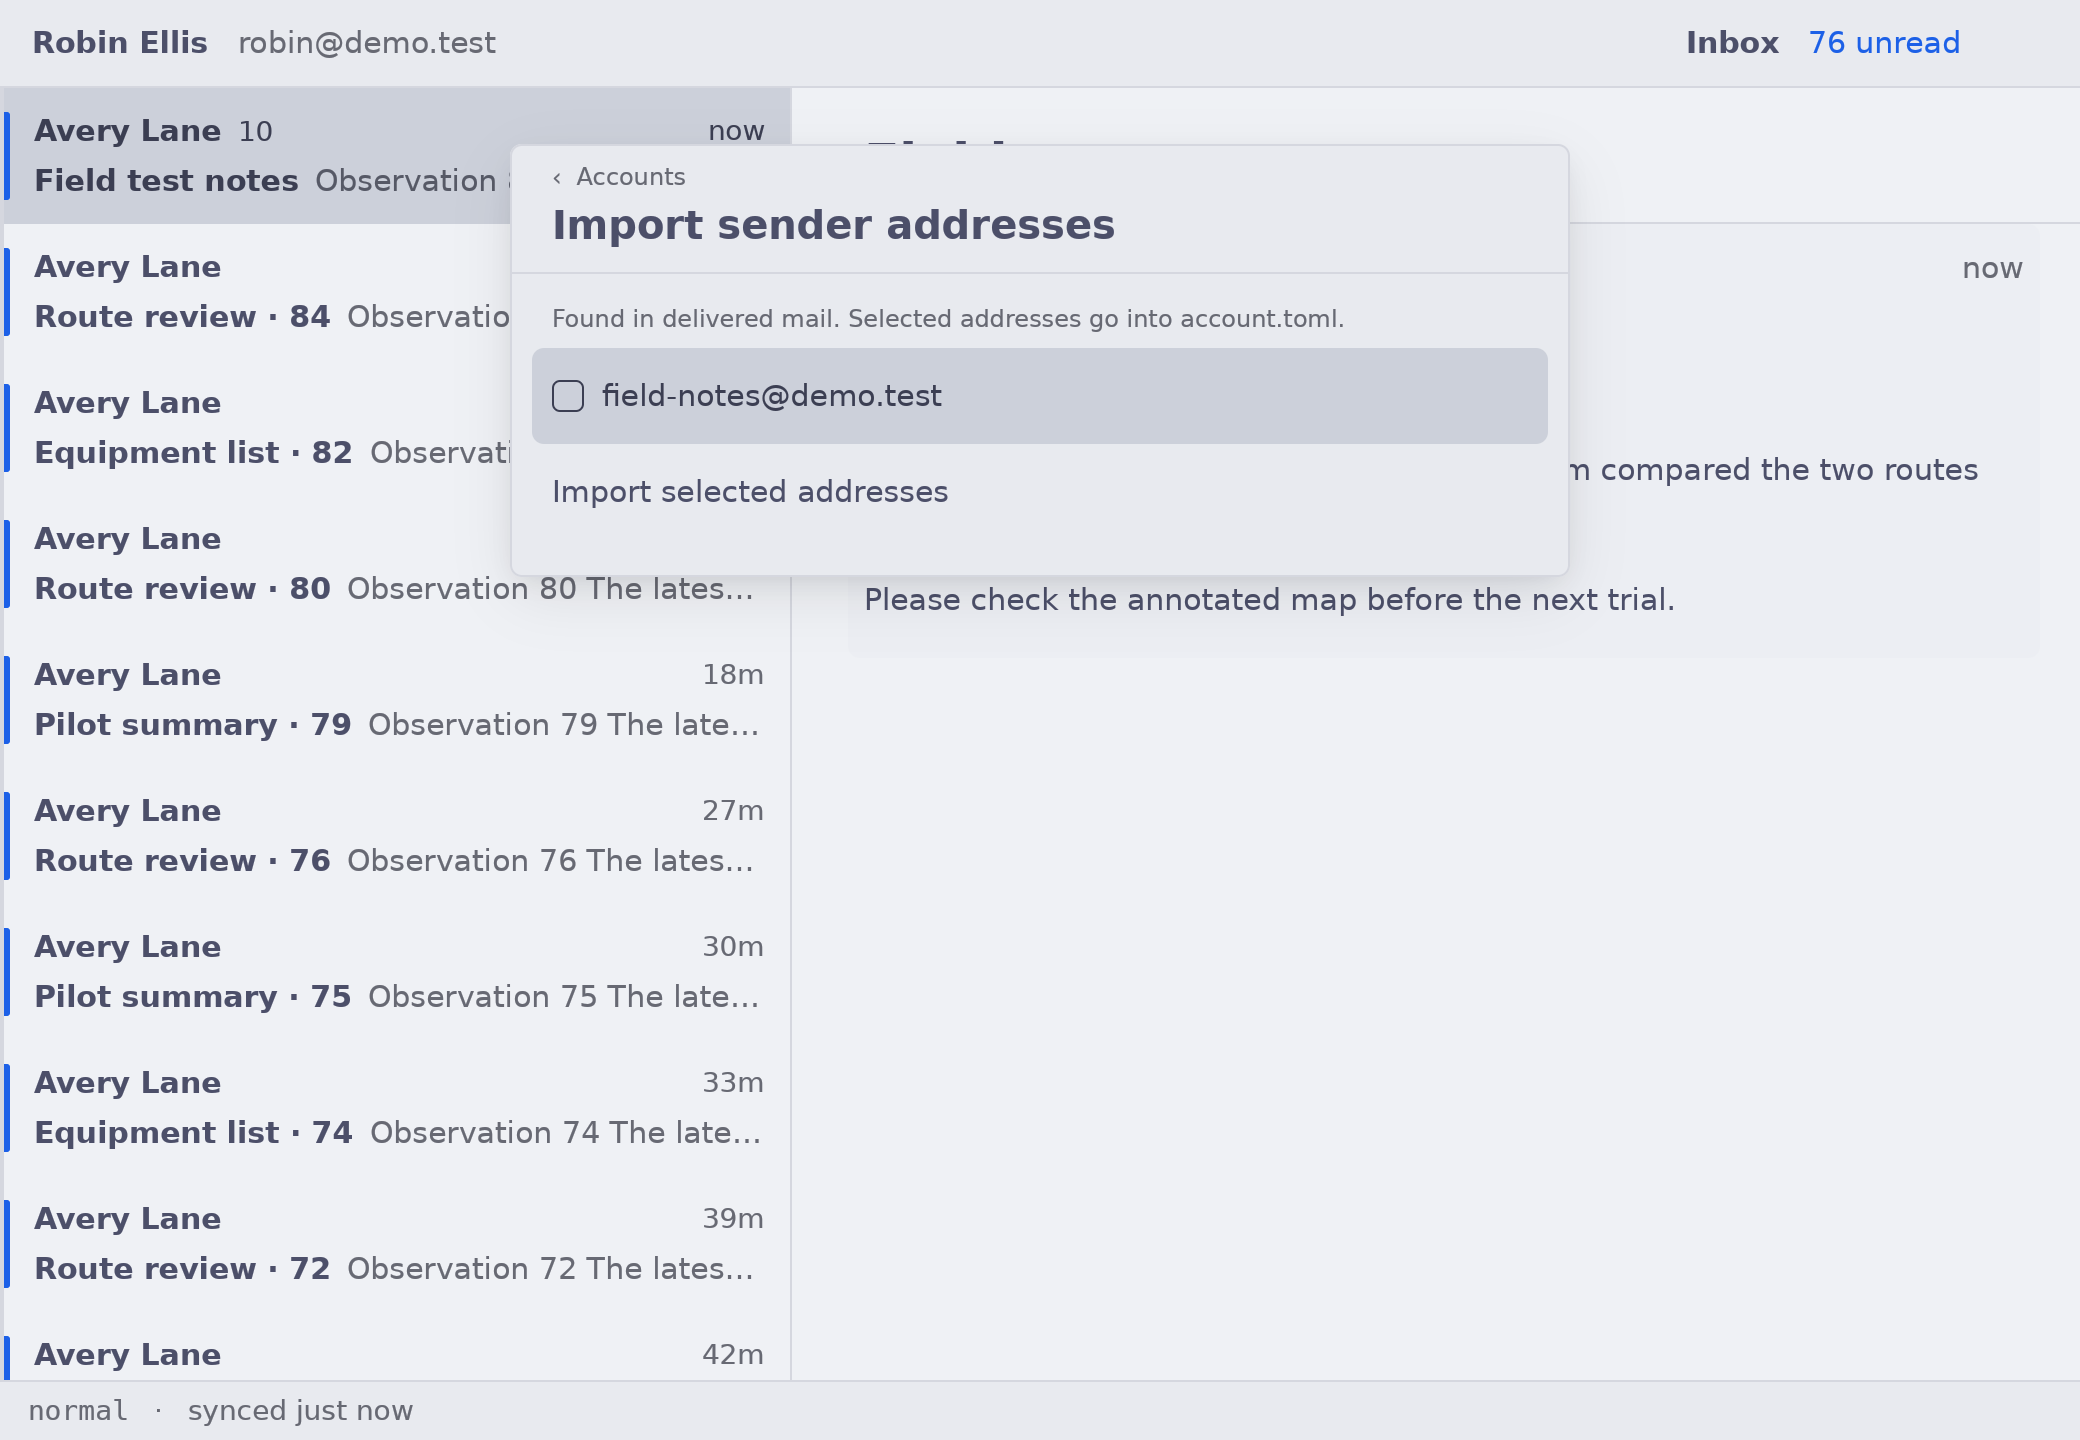 Robin Ellis robin@demo.test
Inbox 76 unread
Avery Lane 10 now
Field test notes Observation
Avery Lane
Route review · 84 Observatio
Avery Lane
Equipment list · 82 Observati
Avery Lane
Route review · 80 Observation 80 The lates…
Avery Lane 18m
Pilot summary · 79 Observation 79 The late…
Avery Lane 27m
Route review · 76 Observation 76 The lates…
Avery Lane 30m
Pilot summary · 75 Observation 75 The late…
Avery Lane 33m
Equipment list · 74 Observation 74 The late…
Avery Lane 39m
Route review · 72 Observation 72 The lates…
Avery Lane 42m
‹ Accounts
Import sender addresses
Found in delivered mail. Selected addresses go into account.toml.
field-notes@demo.test
Import selected addresses
now
m compared the two routes
Please check the annotated map before the next trial.
normal · synced just now